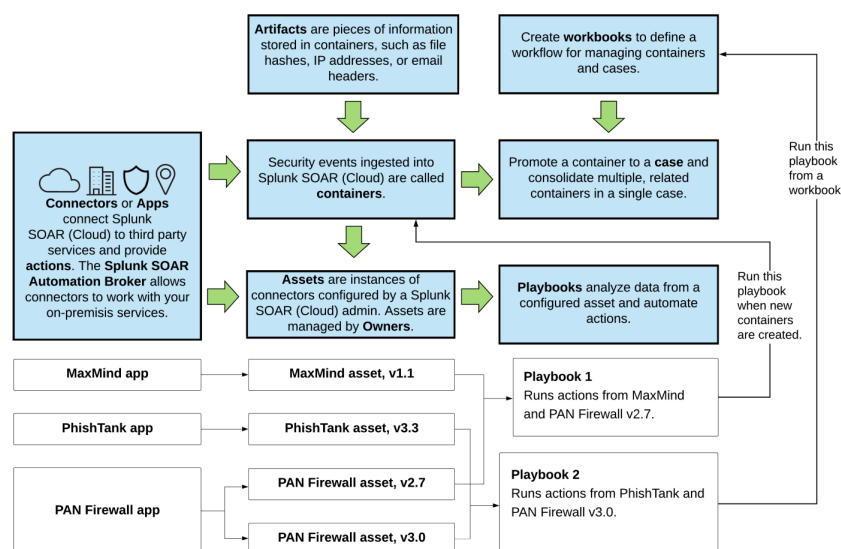 Artifacts are pieces of information
stored in containers, such as file
hashes, IP addresses, or email
headers.
Create workbooks to define a
workflow for managing containers
and cases.
Connectors or Apps
connect Splunk
SOAR (Cloud) to third party
services and provide
actions. The Splunk SOAR
Automation Broker allows
connectors to work with your
on-premisis services.
Security events ingested into
Splunk SOAR (Cloud) are called
containers.
Promote a container to a case and
consolidate multiple, related
containers in a single case.
Run this
playbook
from a
workbook
Assets are instances of
connectors configured by a Splunk
SOAR (Cloud) admin. Assets are
managed by Owners.
Playbooks analyze data from a
configured asset and automate
actions.
Run this
playbook
when new
containers
are created.
MaxMind app
MaxMind asset, v1.1
Playbook 1
Runs actions from MaxMind
and PAN Firewall v2.7.
PhishTank app
PhishTank asset, v3.3
PAN Firewall app
PAN Firewall asset, v2.7
PAN Firewall asset, v3.0
Playbook 2
Runs actions from PhishTank and
PAN Firewall v3.0.